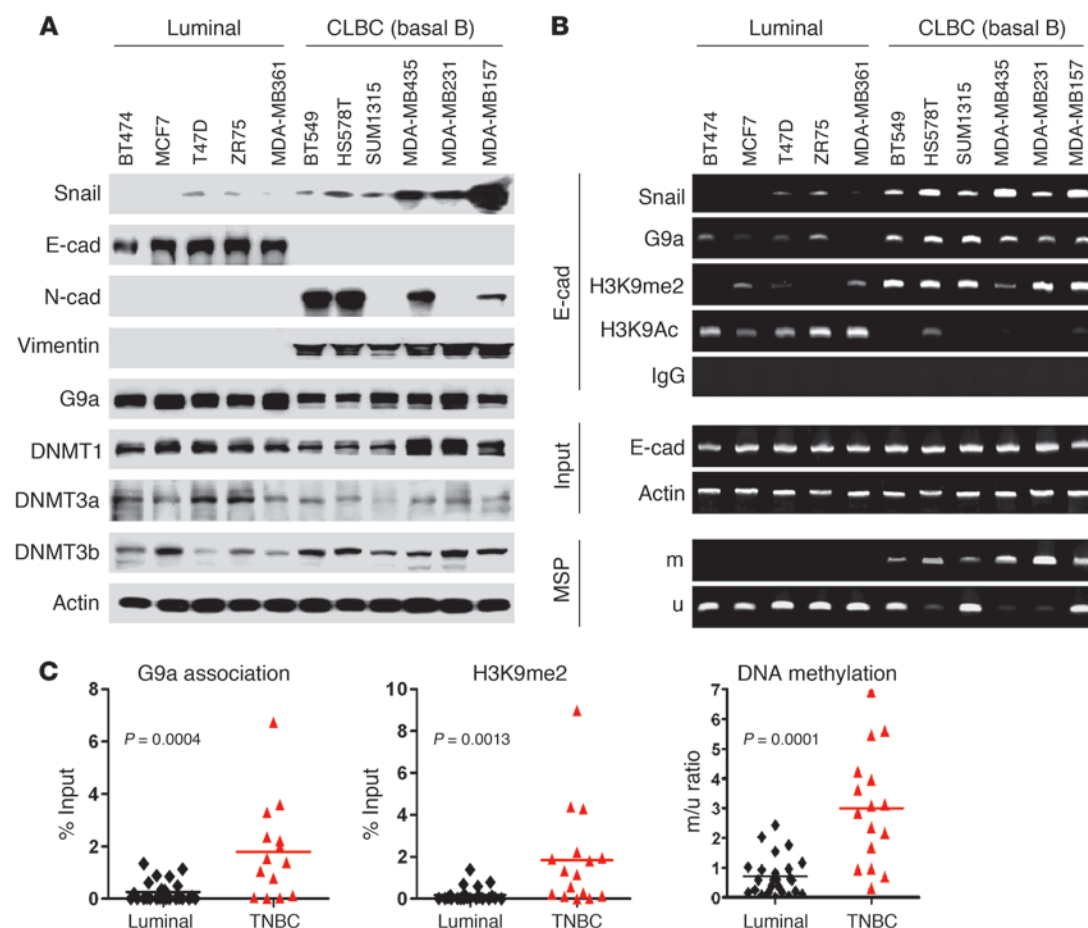 A
Luminal
CLBC (basal B)
BT474
MCF7
T47D
ZR75
MDA-MB361
BT549
HS578T
SUM1315
MDA-MB435
MDA-MB231
MDA-MB157
Snail
E-cad
N-cad
Vimentin
G9a
DNMT1
DNMT3a
DNMT3b
Actin
B
Luminal
CLBC (basal B)
BT474
MCF7
T47D
ZR75
MDA-MB361
BT549
HS578T
SUM1315
MDA-MB435
MDA-MB231
MDA-MB157
E-cad
Snail
G9a
H3K9me2
H3K9Ac
IgG
Input
E-cad
Actin
MSP
m
u
C
G9a association
% Input
8
6
4
2
0
P = 0.0004
Luminal
TNBC
H3K9me2
% Input
10
8
6
4
2
0
P = 0.0013
Luminal
TNBC
DNA methylation
m/u ratio
7
6
5
4
3
2
1
0
P = 0.0001
Luminal
TNBC